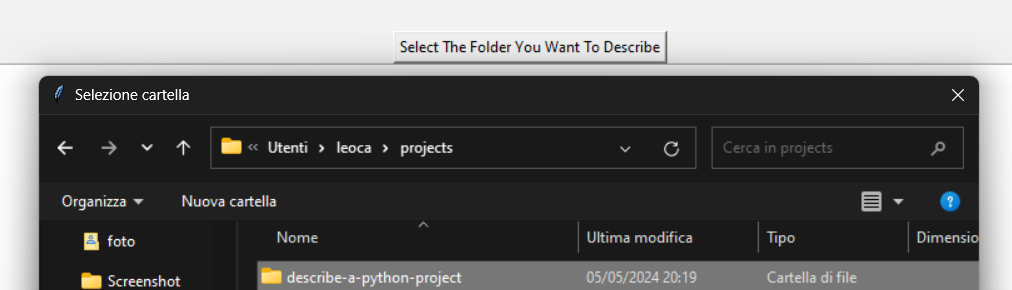 Select The Folder You Want To Describe
Selezione cartella
« Utenti › leoca › projects Cerca in projects
Organizza Nuova cartella
foto Nome Ultima modifica Tipo Dimensio
Screenshot describe-a-python-project 05/05/2024 20:19 Cartella di file